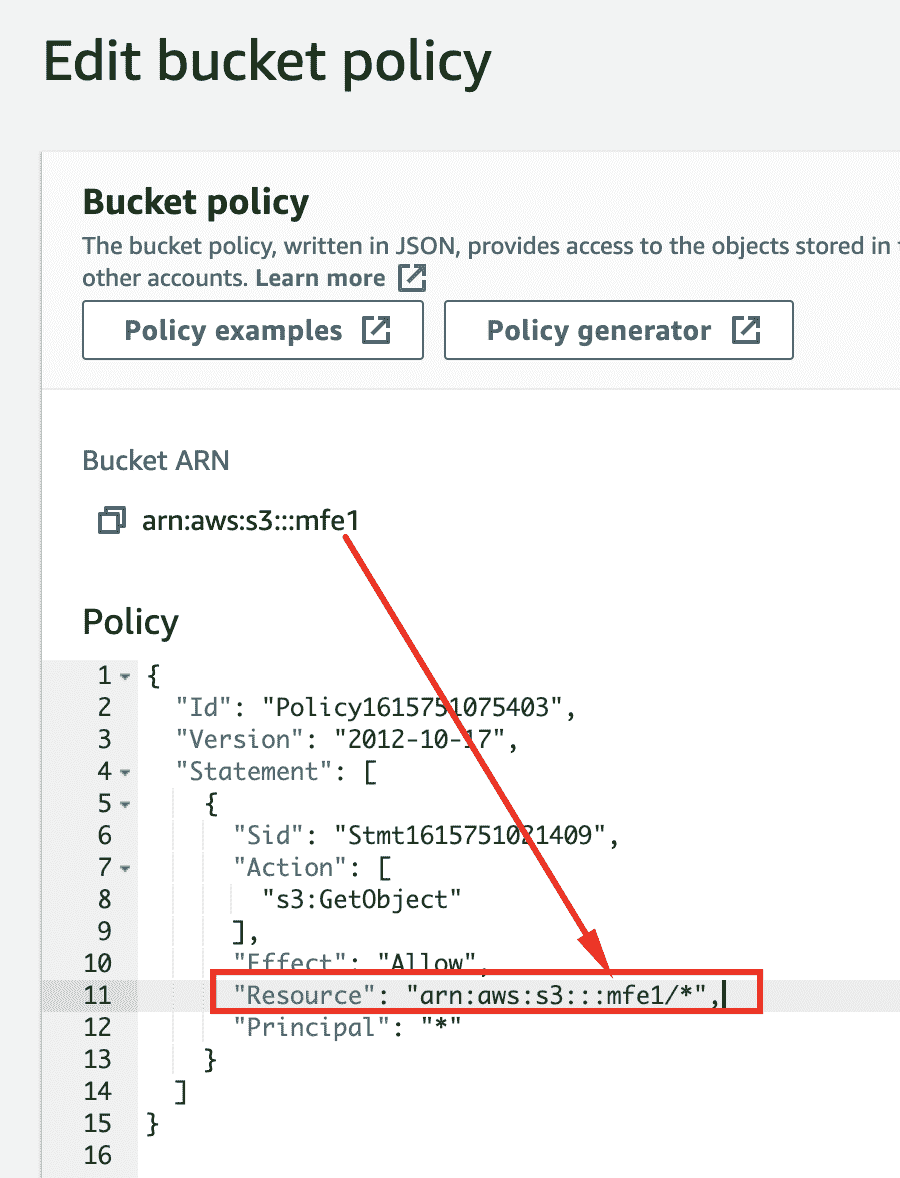 Edit bucket policy
Bucket policy
The bucket policy, written in JSON, provides access to the objects stored in
other accounts. Learn more
Policy examples
Policy generator
Bucket ARN
arn:aws:s3:::mfe1
Policy
1 {
2 "Id": "Policy1615751075403",
3 "Version": "2012-10-17",
4 "Statement": [
5 {
6 "Sid": "Stmt1615751021409",
7 "Action": [
8 "s3:GetObject"
9 ],
10 "Effect": "Allow",
11 "Resource": "arn:aws:s3:::mfe1/*",
12 "Principal": "*"
13 }
14 ]
15 }
16